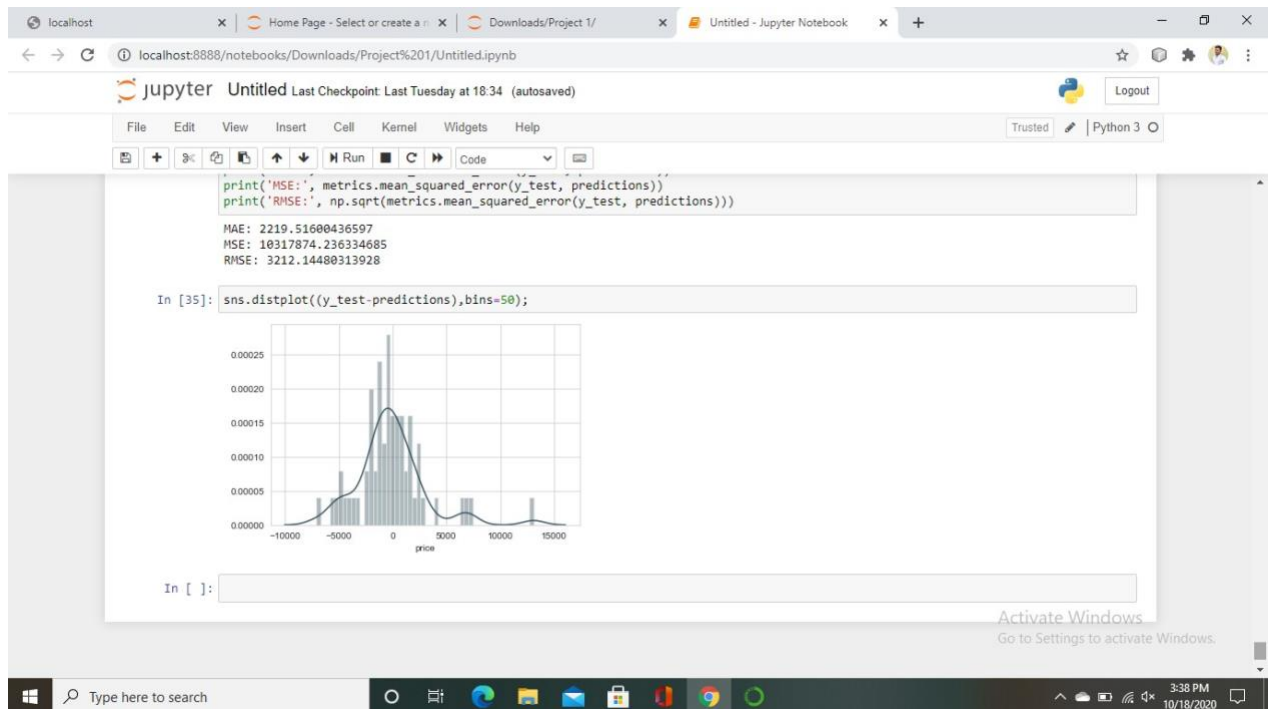 localhost
Home Page - Select or create a n
Downloads/Project 1/
Untitled - Jupyter Notebook
localhost:8888/notebooks/Downloads/Project%201/Untitled.ipynb
jupyter Untitled Last Checkpoint: Last Tuesday at 18:34 (autosaved)
Logout
File Edit View Insert Cell Kernel Widgets Help
Trusted Python 3
Run Code
print('MSE:', metrics.mean_squared_error(y_test, predictions))
print('RMSE:', np.sqrt(metrics.mean_squared_error(y_test, predictions)))
MAE: 2219.51600436597
MSE: 10317874.236334685
RMSE: 3212.14480313928
In [35]: sns.distplot((y_test-predictions),bins=50);
0.00025
0.00020
0.00015
0.00010
0.00005
0.00000
−10000 −5000 0 5000 10000 15000
price
In [ ]:
Activate Windows
Go to Settings to activate Windows.
Type here to search
3:38 PM
10/18/2020